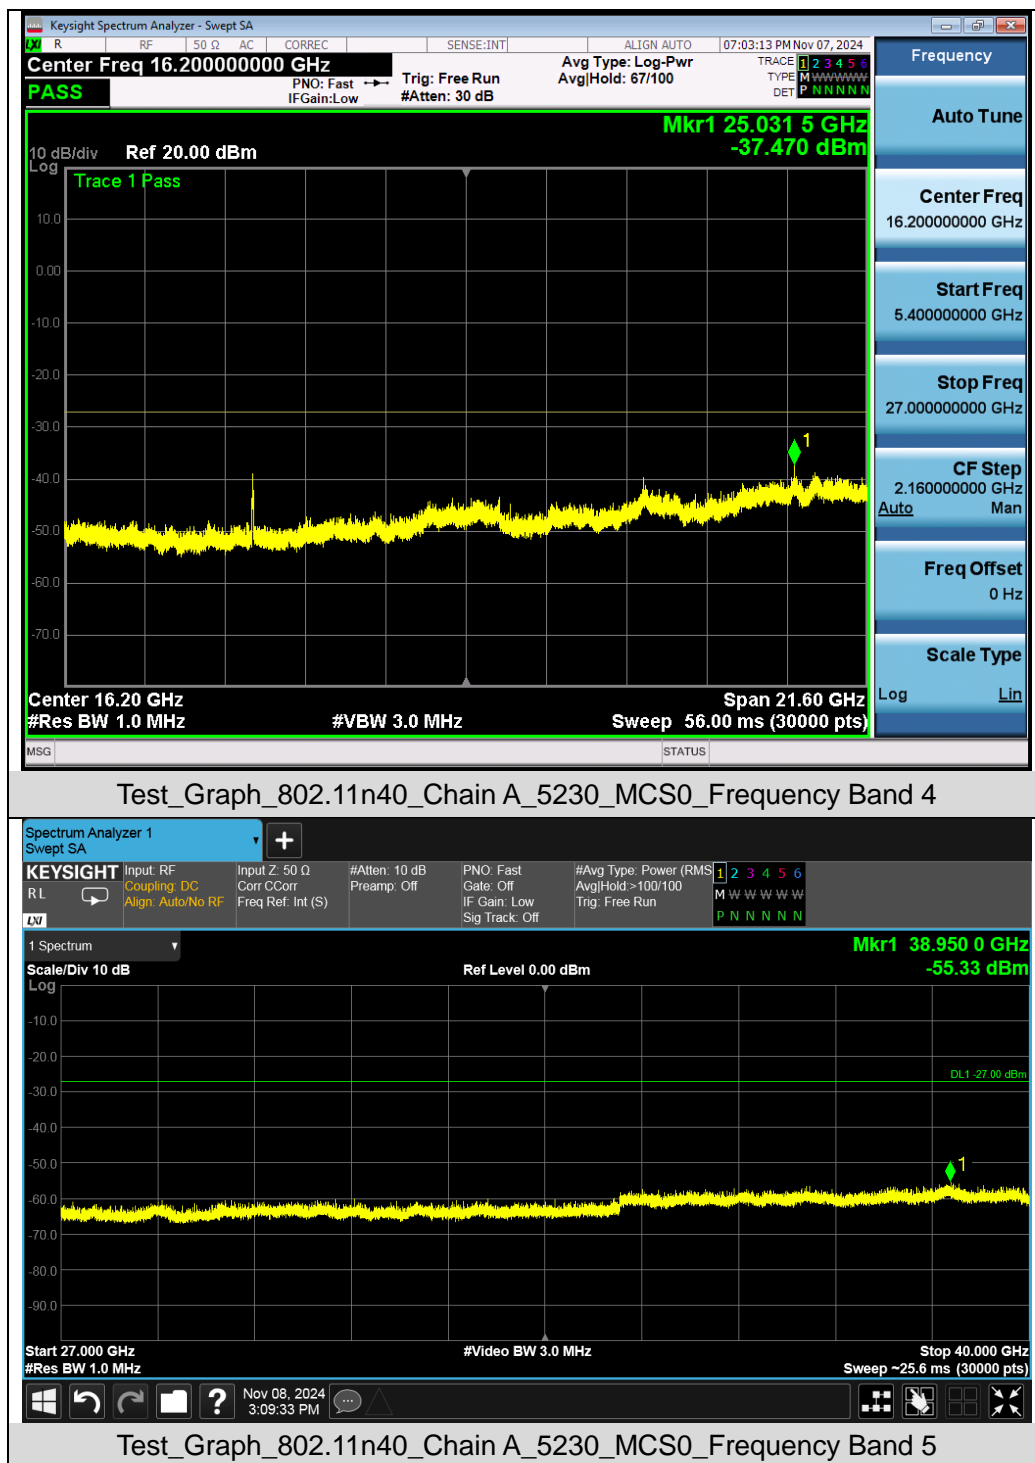 Keysight Spectrum Analyzer - Swept SA
LXI R RF 50 Ω AC CORREC SENSE:INT ALIGN AUTO 07:03:13 PM Nov 07, 2024
Center Freq 16.200000000 GHz
PNO: Fast
IFGain:Low
Trig: Free Run
#Atten: 30 dB
Avg Type: Log-Pwr
Avg|Hold: 67/100
TRACE 1 2 3 4 5 6
TYPE M W W W W W
DET P N N N N N
PASS
Mkr1 25.031 5 GHz
-37.470 dBm
10 dB/div Ref 20.00 dBm
Log
Trace 1 Pass
10.0
0.00
-10.0
-20.0
-30.0
-40.0
-50.0
-60.0
-70.0
1
Center 16.20 GHz Span 21.60 GHz
#Res BW 1.0 MHz #VBW 3.0 MHz Sweep 56.00 ms (30000 pts)
MSG STATUS
Frequency
Auto Tune
Center Freq
16.200000000 GHz
Start Freq
5.400000000 GHz
Stop Freq
27.000000000 GHz
CF Step
2.160000000 GHz
Auto Man
Freq Offset
0 Hz
Scale Type
Log Lin
Test_Graph_802.11n40_Chain A_5230_MCS0_Frequency Band 4
Spectrum Analyzer 1
Swept SA
KEYSIGHT
RL
LXI
Input: RF
Coupling: DC
Align: Auto/No RF
Input Z: 50 Ω
Corr CCorr
Freq Ref: Int (S)
#Atten: 10 dB
Preamp: Off
PNO: Fast
Gate: Off
IF Gain: Low
Sig Track: Off
#Avg Type: Power (RMS
Avg|Hold:>100/100
Trig: Free Run
1 2 3 4 5 6
M W W W W W
P N N N N N
1 Spectrum
Mkr1 38.950 0 GHz
-55.33 dBm
Scale/Div 10 dB Ref Level 0.00 dBm
Log
-10.0
-20.0
-30.0
-40.0
-50.0
-60.0
-70.0
-80.0
-90.0
DL1 -27.00 dBm
1
Start 27.000 GHz #Video BW 3.0 MHz Stop 40.000 GHz
#Res BW 1.0 MHz Sweep ~25.6 ms (30000 pts)
?
Nov 08, 2024
3:09:33 PM
Test_Graph_802.11n40_Chain A_5230_MCS0_Frequency Band 5